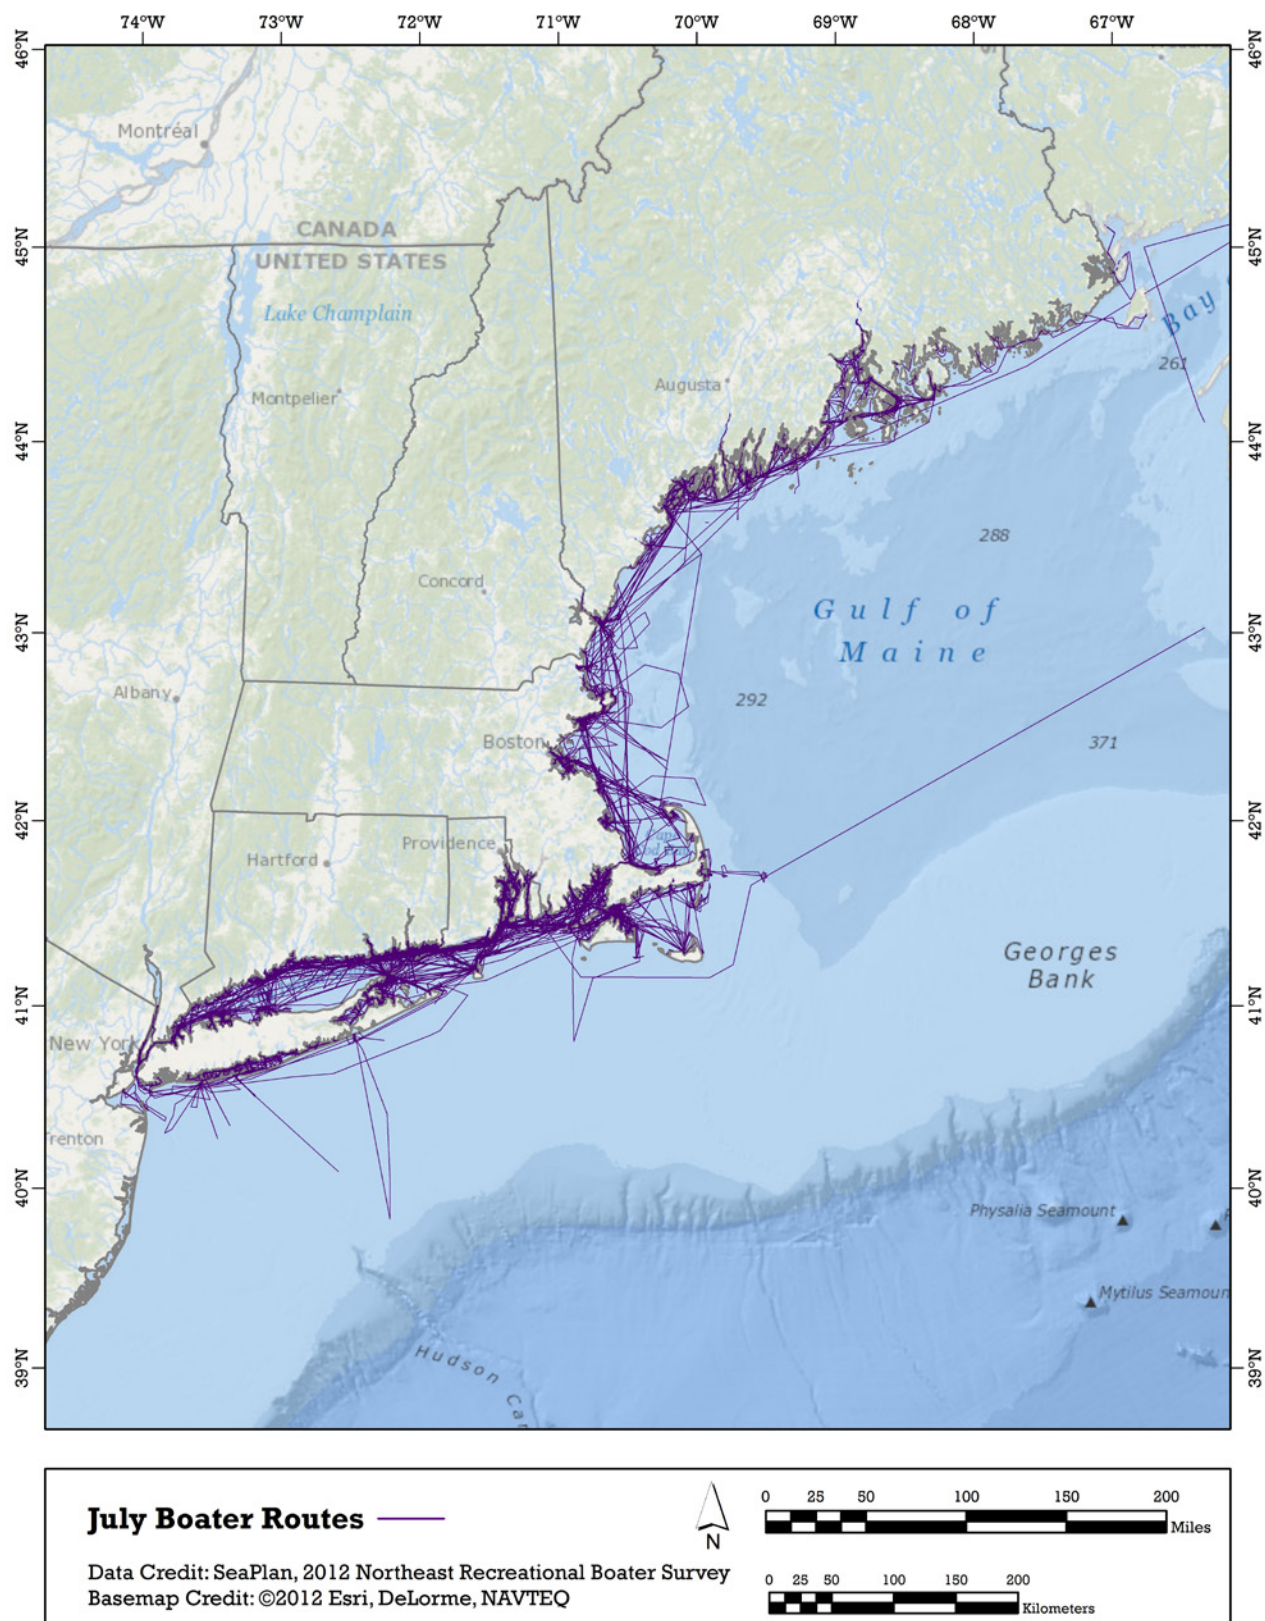 74°W 73°W 72°W 71°W 70°W 69°W 68°W 67°W
46°N 46°N
Montréal
CANADA
45°N 45°N
UNITED STATES
Lake Champlain
Bay
261
Augusta
Montpelier
44°N 44°N
288
Concord
Gulf of
43°N 43°N
Maine
Albany
292
Boston
371
42°N 42°N
Providence
Hartford
Georges
Bank
41°N 41°N
New York
renton
40°N 40°N
Physalia Seamount
Mytilus Seamoun
39°N 39°N
Hudson Ca
July Boater Routes
N
0 25 50 100 150 200
Miles
Data Credit: SeaPlan, 2012 Northeast Recreational Boater Survey
Basemap Credit: ©2012 Esri, DeLorme, NAVTEQ
0 25 50 100 150 200
Kilometers